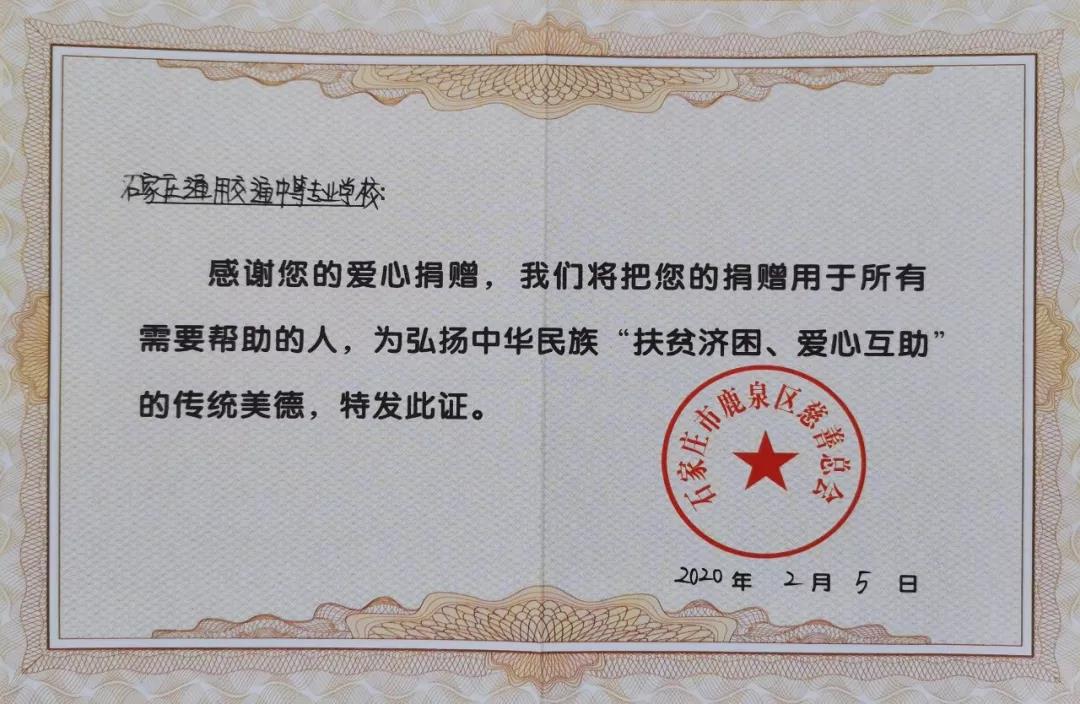 石家庄通用交通中等专业学校:
感谢您的爱心捐赠，我们将把您的捐赠用于所有
需要帮助的人，为弘扬中华民族“扶贫济困、爱心互助”
的传统美德，特发此证。
石家庄市鹿泉区慈善总会
2020年 2月 5日